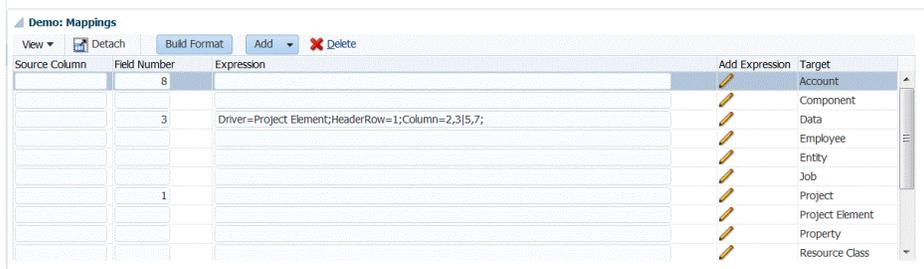 Demo: Mappings
View Detach Build Format Add Delete
Source Column Field Number Expression Add Expression Target
8 Account
Component
3 Driver=Project Element;HeaderRow=1;Column=2,3|5,7; Data
Employee
Entity
Job
1 Project
Project Element
Property
Resource Class